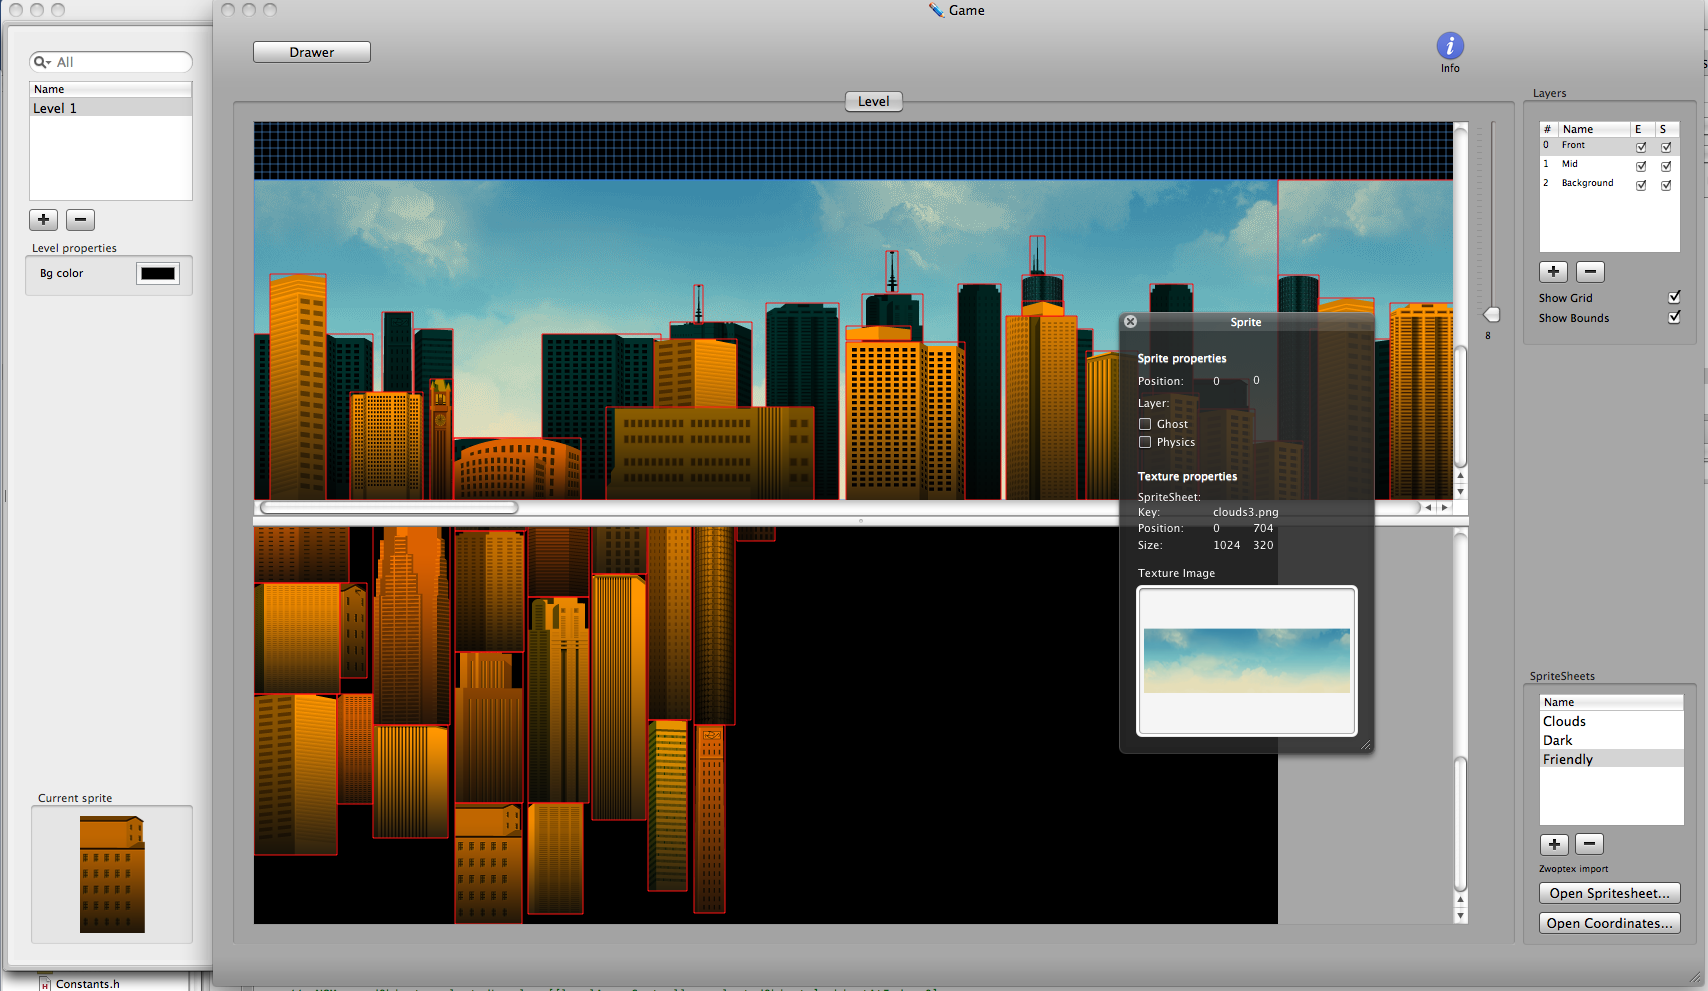 Game
Drawer
Info
All
Name
Level 1
Level properties
Bg color
Current sprite
Constants.h
Level
8
Sprite
Sprite properties
Position: 0 0
Layer:
Ghost
Physics
Texture properties
SpriteSheet:
Key: clouds3.png
Position: 0 704
Size: 1024 320
Texture Image
Layers
# Name E S
0 Front
1 Mid
2 Background
Show Grid
Show Bounds
SpriteSheets
Name
Clouds
Dark
Friendly
Zwoptex import
Open Spritesheet...
Open Coordinates...